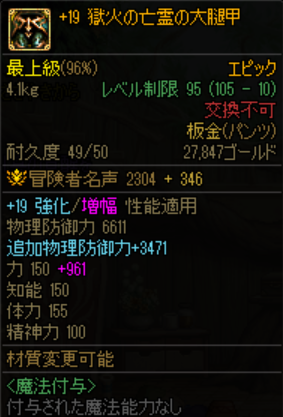 +19 獄火の亡霊の大腿甲
最上級(96%) エピック
4.1kg レベル制限 95 (105 - 10)
交換不可
板金(パンツ)
耐久度 49/50 27,847ゴールド
冒険者名声 2304 + 346
+19 強化/増幅 性能適用
物理防御力 6611
追加物理防御力+3471
力 150 +961
知能 150
体力 155
精神力 100
材質変更可能
<魔法付与>
付与された魔法能力なし